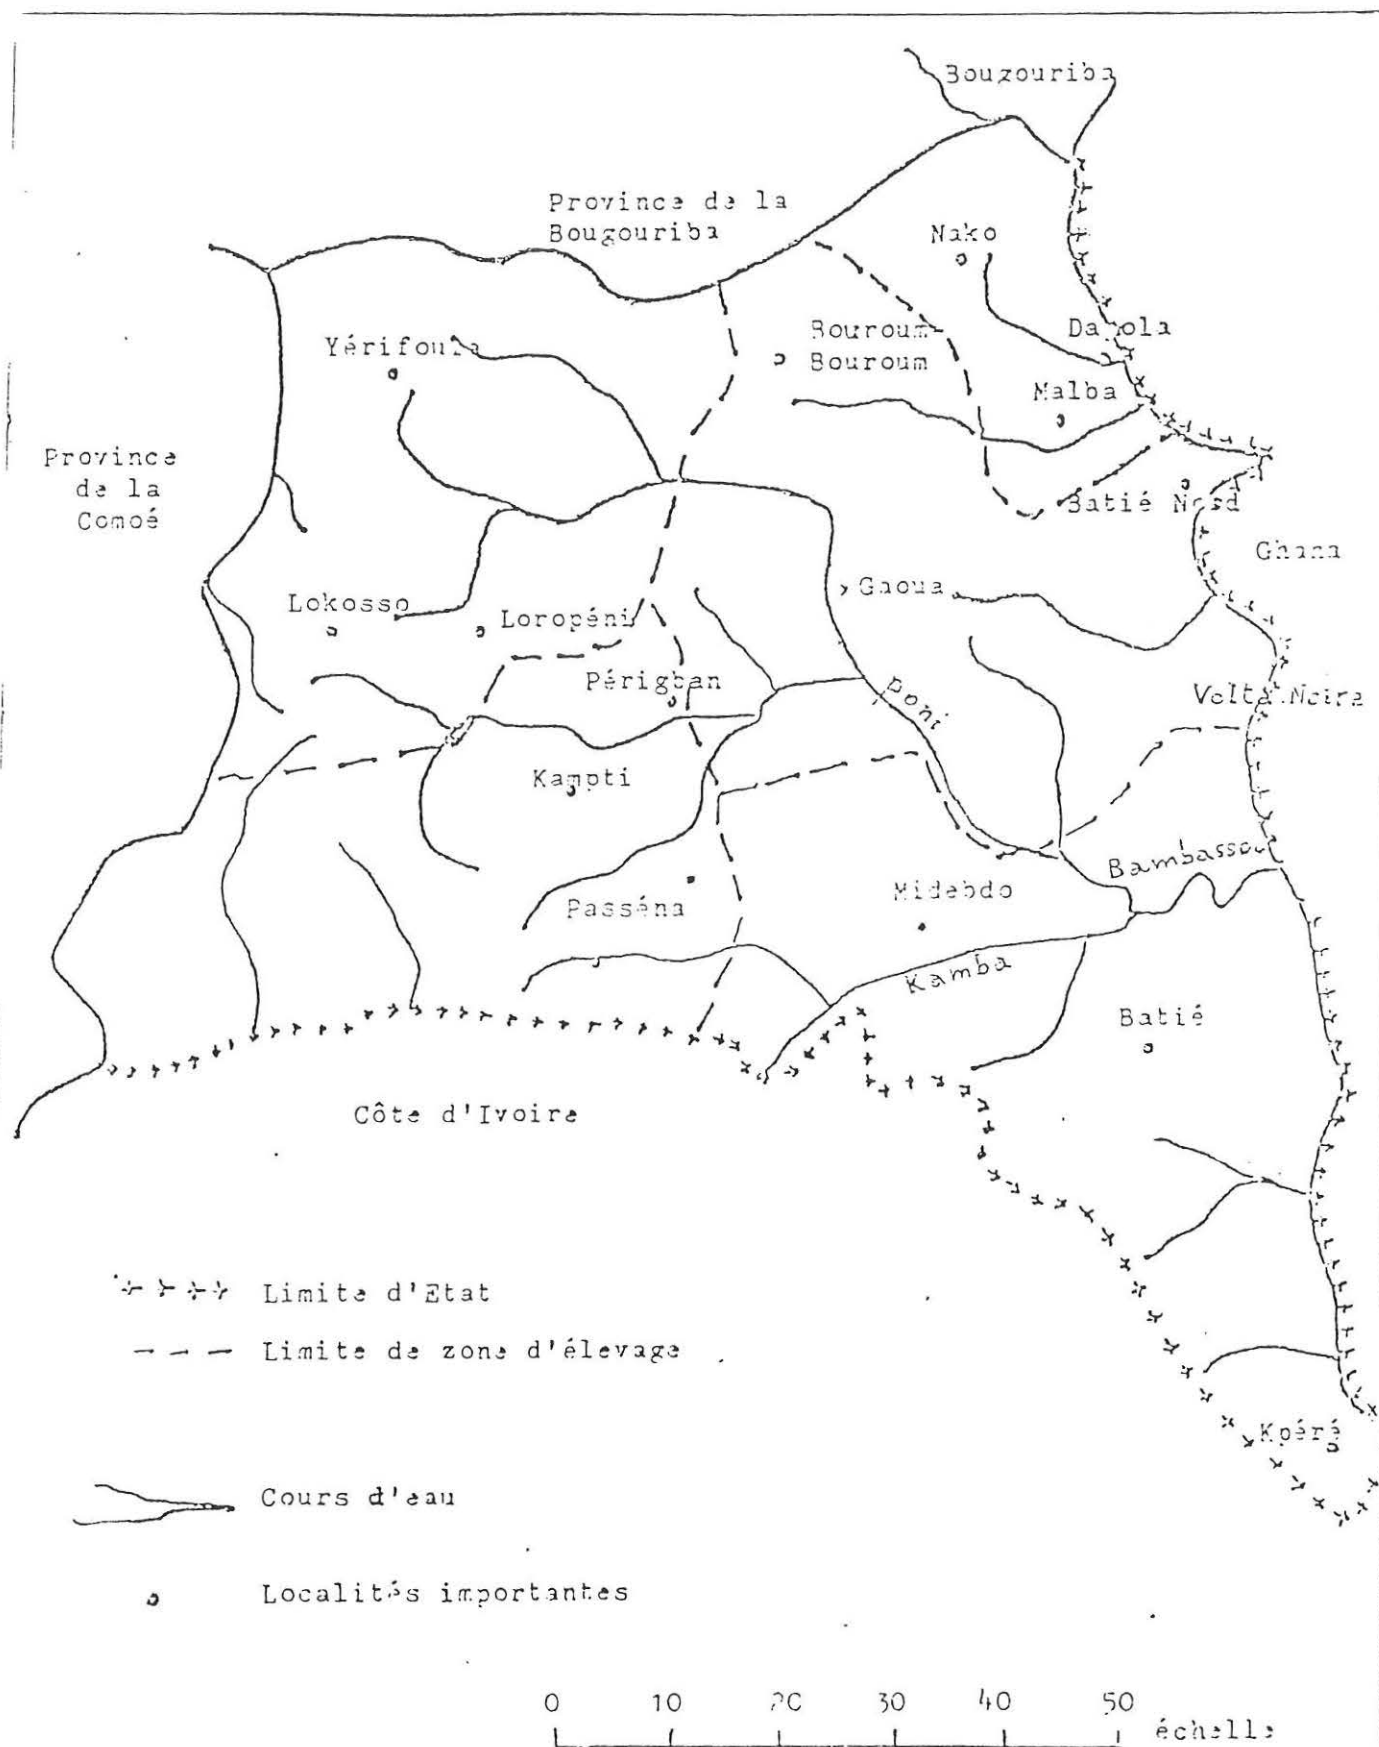 Bougouriba
Province de la
Bougouriba
Nako
Yérifoula
Bouroum-
Bouroum
Malba
Province
de la
Comoé
Batié Nord
Ghana
Gaoua
Lokosso
Loropéni
Périgban
Poni
Volta Noire
Kampti
Bambassou
Midebdo
Passéna
Kamba
Batié
Côte d'Ivoire
Limite d'Etat
Limite de zone d'élevage
Kpéré
Cours d'eau
Localités importantes
0 10 20 30 40 50
échelle